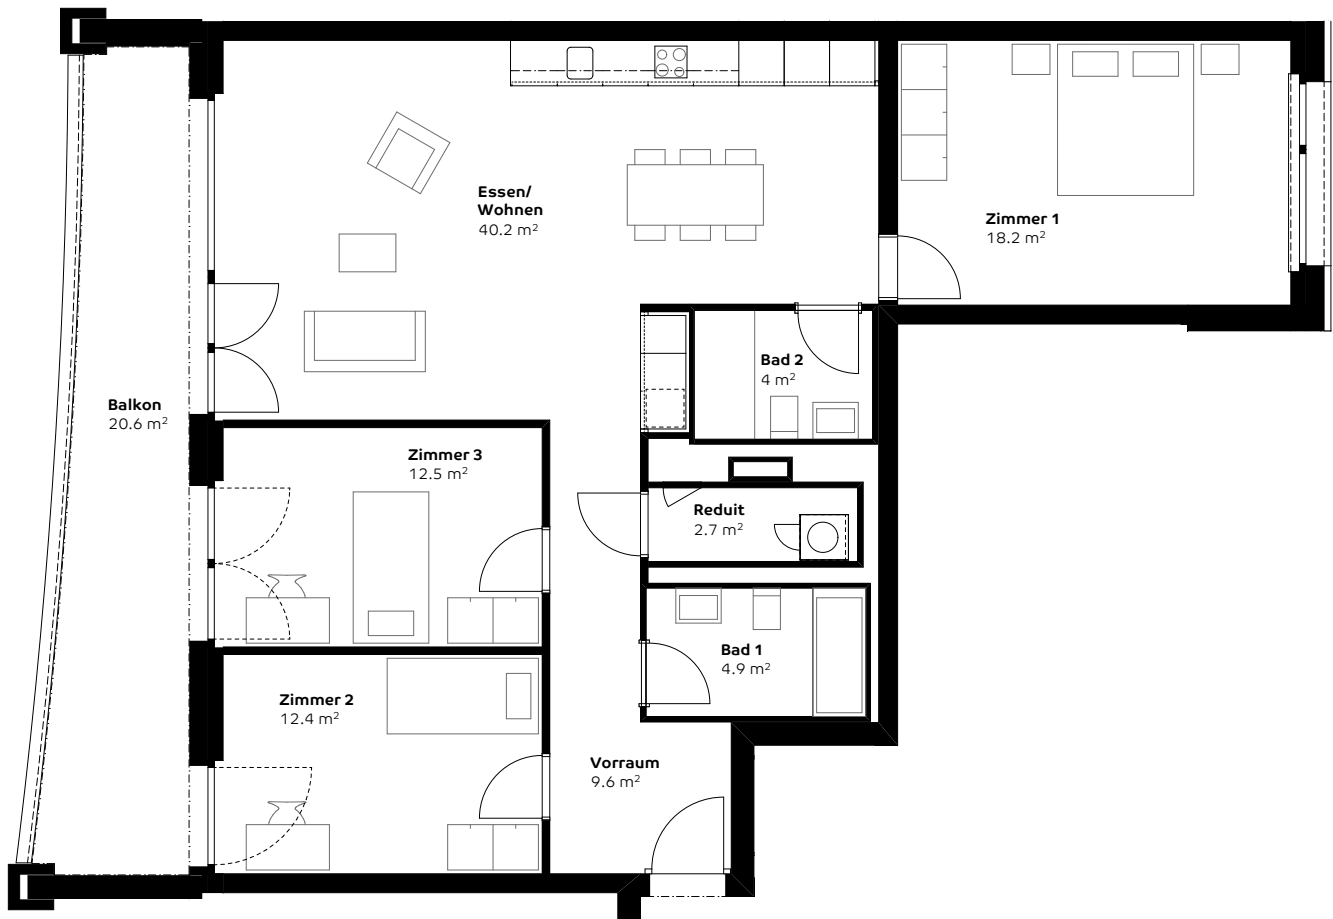 Essen/
Wohnen
40.2 m²
Zimmer 1
18.2 m²
Bad 2
4 m²
Balkon
20.6 m²
Zimmer 3
12.5 m²
Reduit
2.7 m²
Bad 1
4.9 m²
Zimmer 2
12.4 m²
Vorraum
9.6 m²